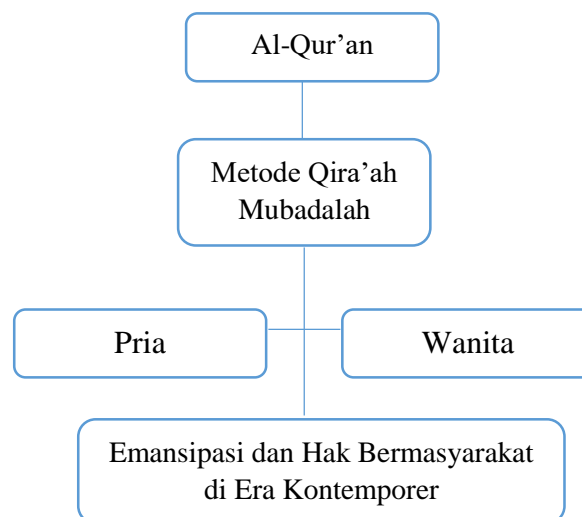 Al-Qur’an
Metode Qira’ah
Mubadalah
Pria
Wanita
Emansipasi dan Hak Bermasyarakat
di Era Kontemporer